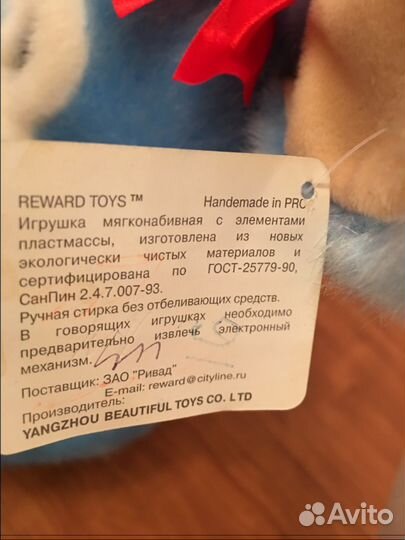 REWARD TOYS™ Handemade in PRC
Игрушка мягконабивная с элементами
пластмассы, изготовлена из новых
экологически чистых материалов и
сертифицирована по ГОСТ-25779-90,
СанПин 2.4.7.007-93.
Ручная стирка без отбеливающих средств.
В говорящих игрушках необходимо
предварительно извлечь электронный
механизм.
Поставщик: ЗАО "Ривад"
E-mail: reward@cityline.ru
Производитель:
YANGZHOU BEAUTIFUL TOYS CO. LTD
Avito